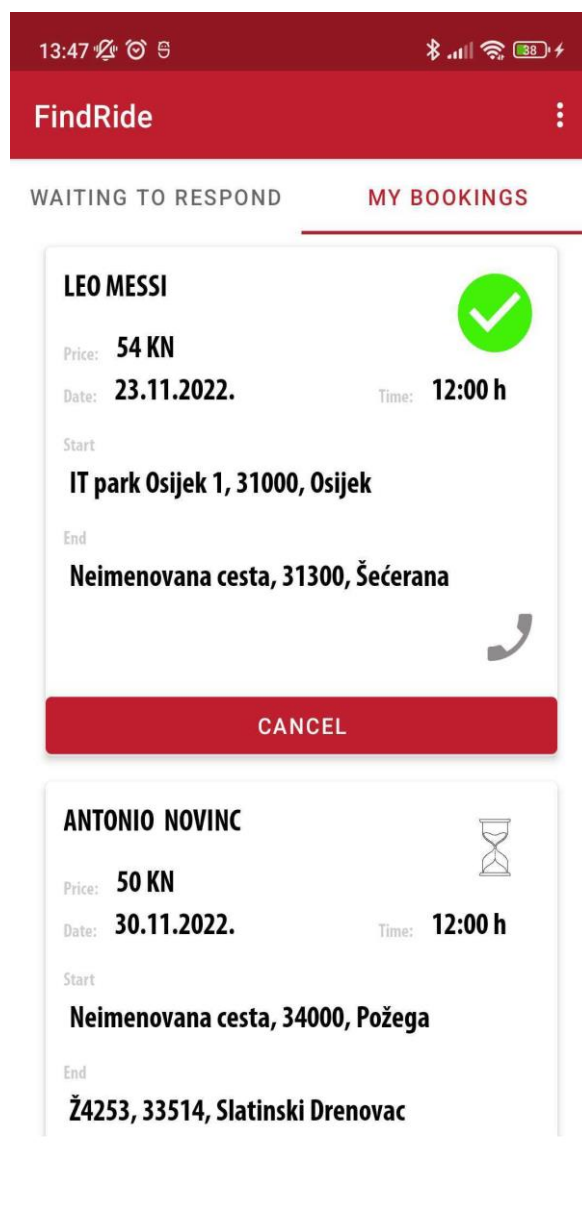 13:47
38
FindRide
WAITING TO RESPOND MY BOOKINGS
LEO MESSI
Price: 54 KN
Date: 23.11.2022. Time: 12:00 h
Start
IT park Osijek 1, 31000, Osijek
End
Neimenovana cesta, 31300, Šećerana
CANCEL
ANTONIO NOVINC
Price: 50 KN
Date: 30.11.2022. Time: 12:00 h
Start
Neimenovana cesta, 34000, Požega
End
Ž4253, 33514, Slatinski Drenovac